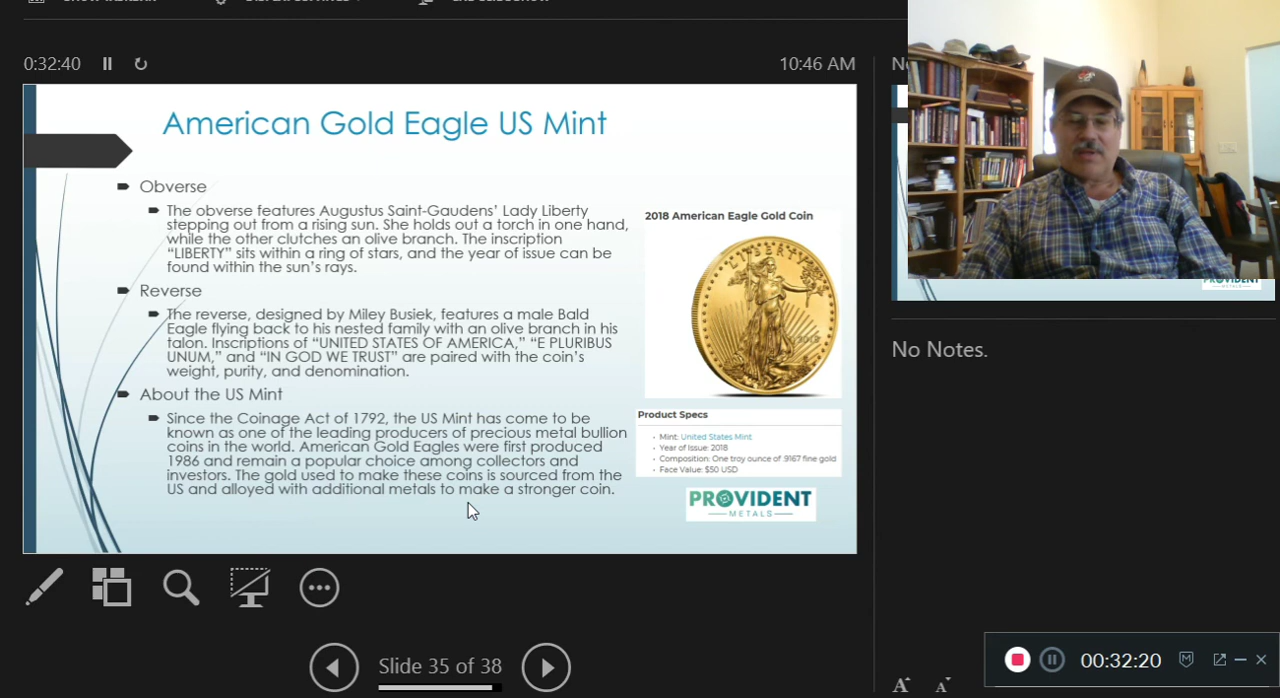 0:32:40
10:46 AM
American Gold Eagle US Mint
Obverse
The obverse features Augustus Saint-Gaudens’ Lady Liberty
stepping out from a rising sun. She holds out a torch in one hand,
while the other clutches an olive branch. The inscription
“LIBERTY” sits within a ring of stars, and the year of issue can be
found within the sun’s rays.
Reverse
The reverse, designed by Miley Busiek, features a male Bald
Eagle flying back to his nested family with an olive branch in his
talon. Inscriptions of “UNITED STATES OF AMERICA,” “E PLURIBUS
UNUM,” and “IN GOD WE TRUST” are paired with the coin’s
weight, purity, and denomination.
About the US Mint
Since the Coinage Act of 1792, the US Mint has come to be
known as one of the leading producers of precious metal bullion
coins in the world. American Gold Eagles were first produced
1986 and remain a popular choice among collectors and
investors. The gold used to make these coins is sourced from the
US and alloyed with additional metals to make a stronger coin.
2018 American Eagle Gold Coin
LIBERTY
2018
Product Specs
Mint: United States Mint
Year of Issue: 2018
Composition: One troy ounce of .9167 fine gold
Face Value: $50 USD
PROVIDENT
METALS
PROVIDENT
METALS
No Notes.
Slide 35 of 38
A A
00:32:20